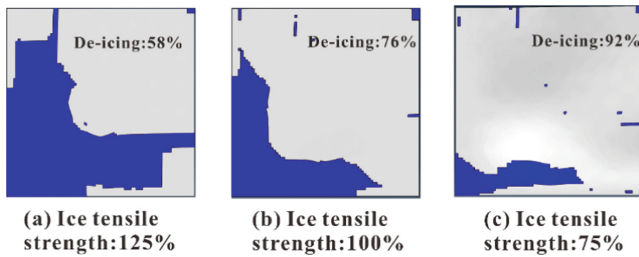 De-icing:58%
De-icing:76%
De-icing:92%
(a) Ice tensile
strength:125%
(b) Ice tensile
strength:100%
(c) Ice tensile
strength:75%